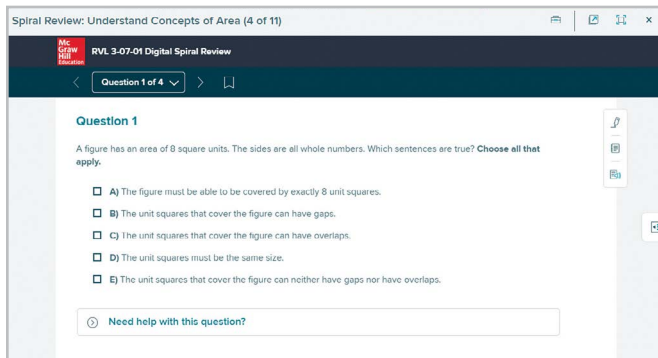 Spiral Review: Understand Concepts of Area (4 of 11)
Mc
Graw
Hill
Education
RVL 3-07-01 Digital Spiral Review
Question 1 of 4
Question 1
A figure has an area of 8 square units. The sides are all whole numbers. Which sentences are true? Choose all that
apply.
A) The figure must be able to be covered by exactly 8 unit squares.
B) The unit squares that cover the figure can have gaps.
C) The unit squares that cover the figure can have overlaps.
D) The unit squares must be the same size.
E) The unit squares that cover the figure can neither have gaps nor have overlaps.
Need help with this question?